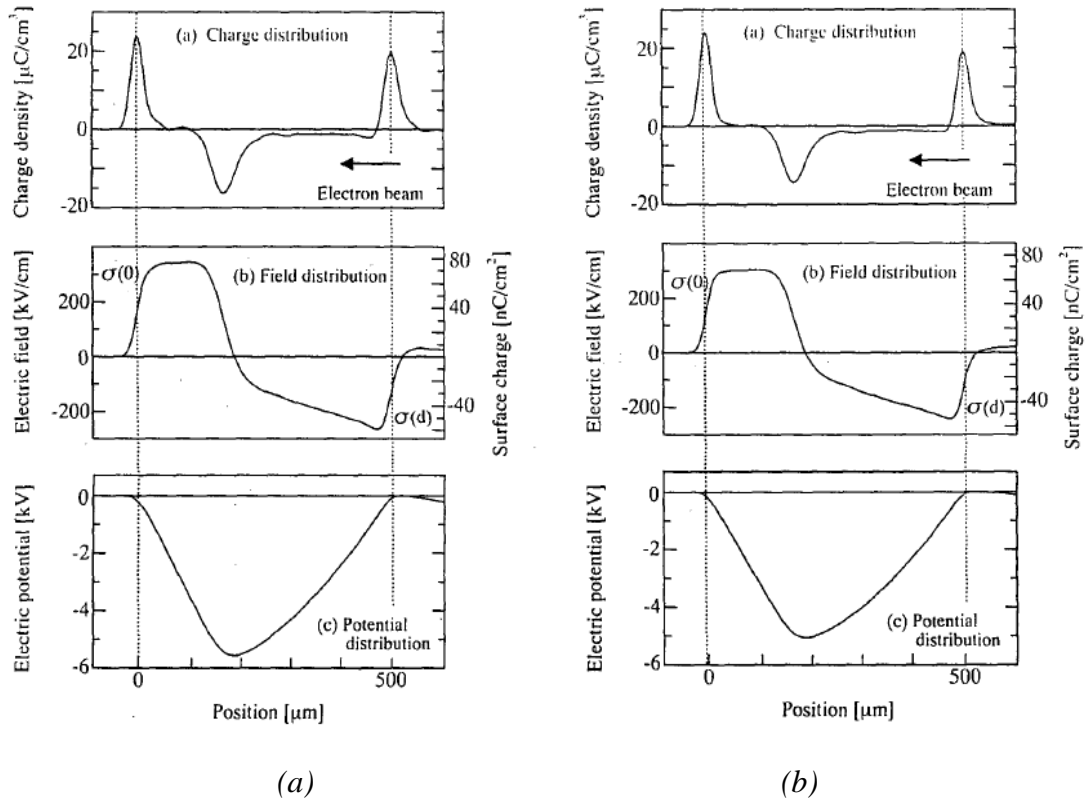 Charge density [μC/cm³]
20
0
-20
(a) Charge distribution
Electron beam
Electric field [kV/cm]
200
0
-200
σ(0)
(b) Field distribution
σ(d)
80
40
-40
Surface charge [nC/cm²]
Electric potential [kV]
0
-2
-4
-6
(c) Potential
distribution
0
500
Position [μm]
(a)
Charge density [μC/cm³]
20
0
-20
(a) Charge distribution
Electron beam
Electric field [kV/cm]
200
0
-200
σ(0)
(b) Field distribution
σ(d)
80
40
0
-40
Surface charge [nC/cm²]
Electric potential [kV]
0
-2
-4
-6
(c) Potential
distribution
0
500
Position [μm]
(b)